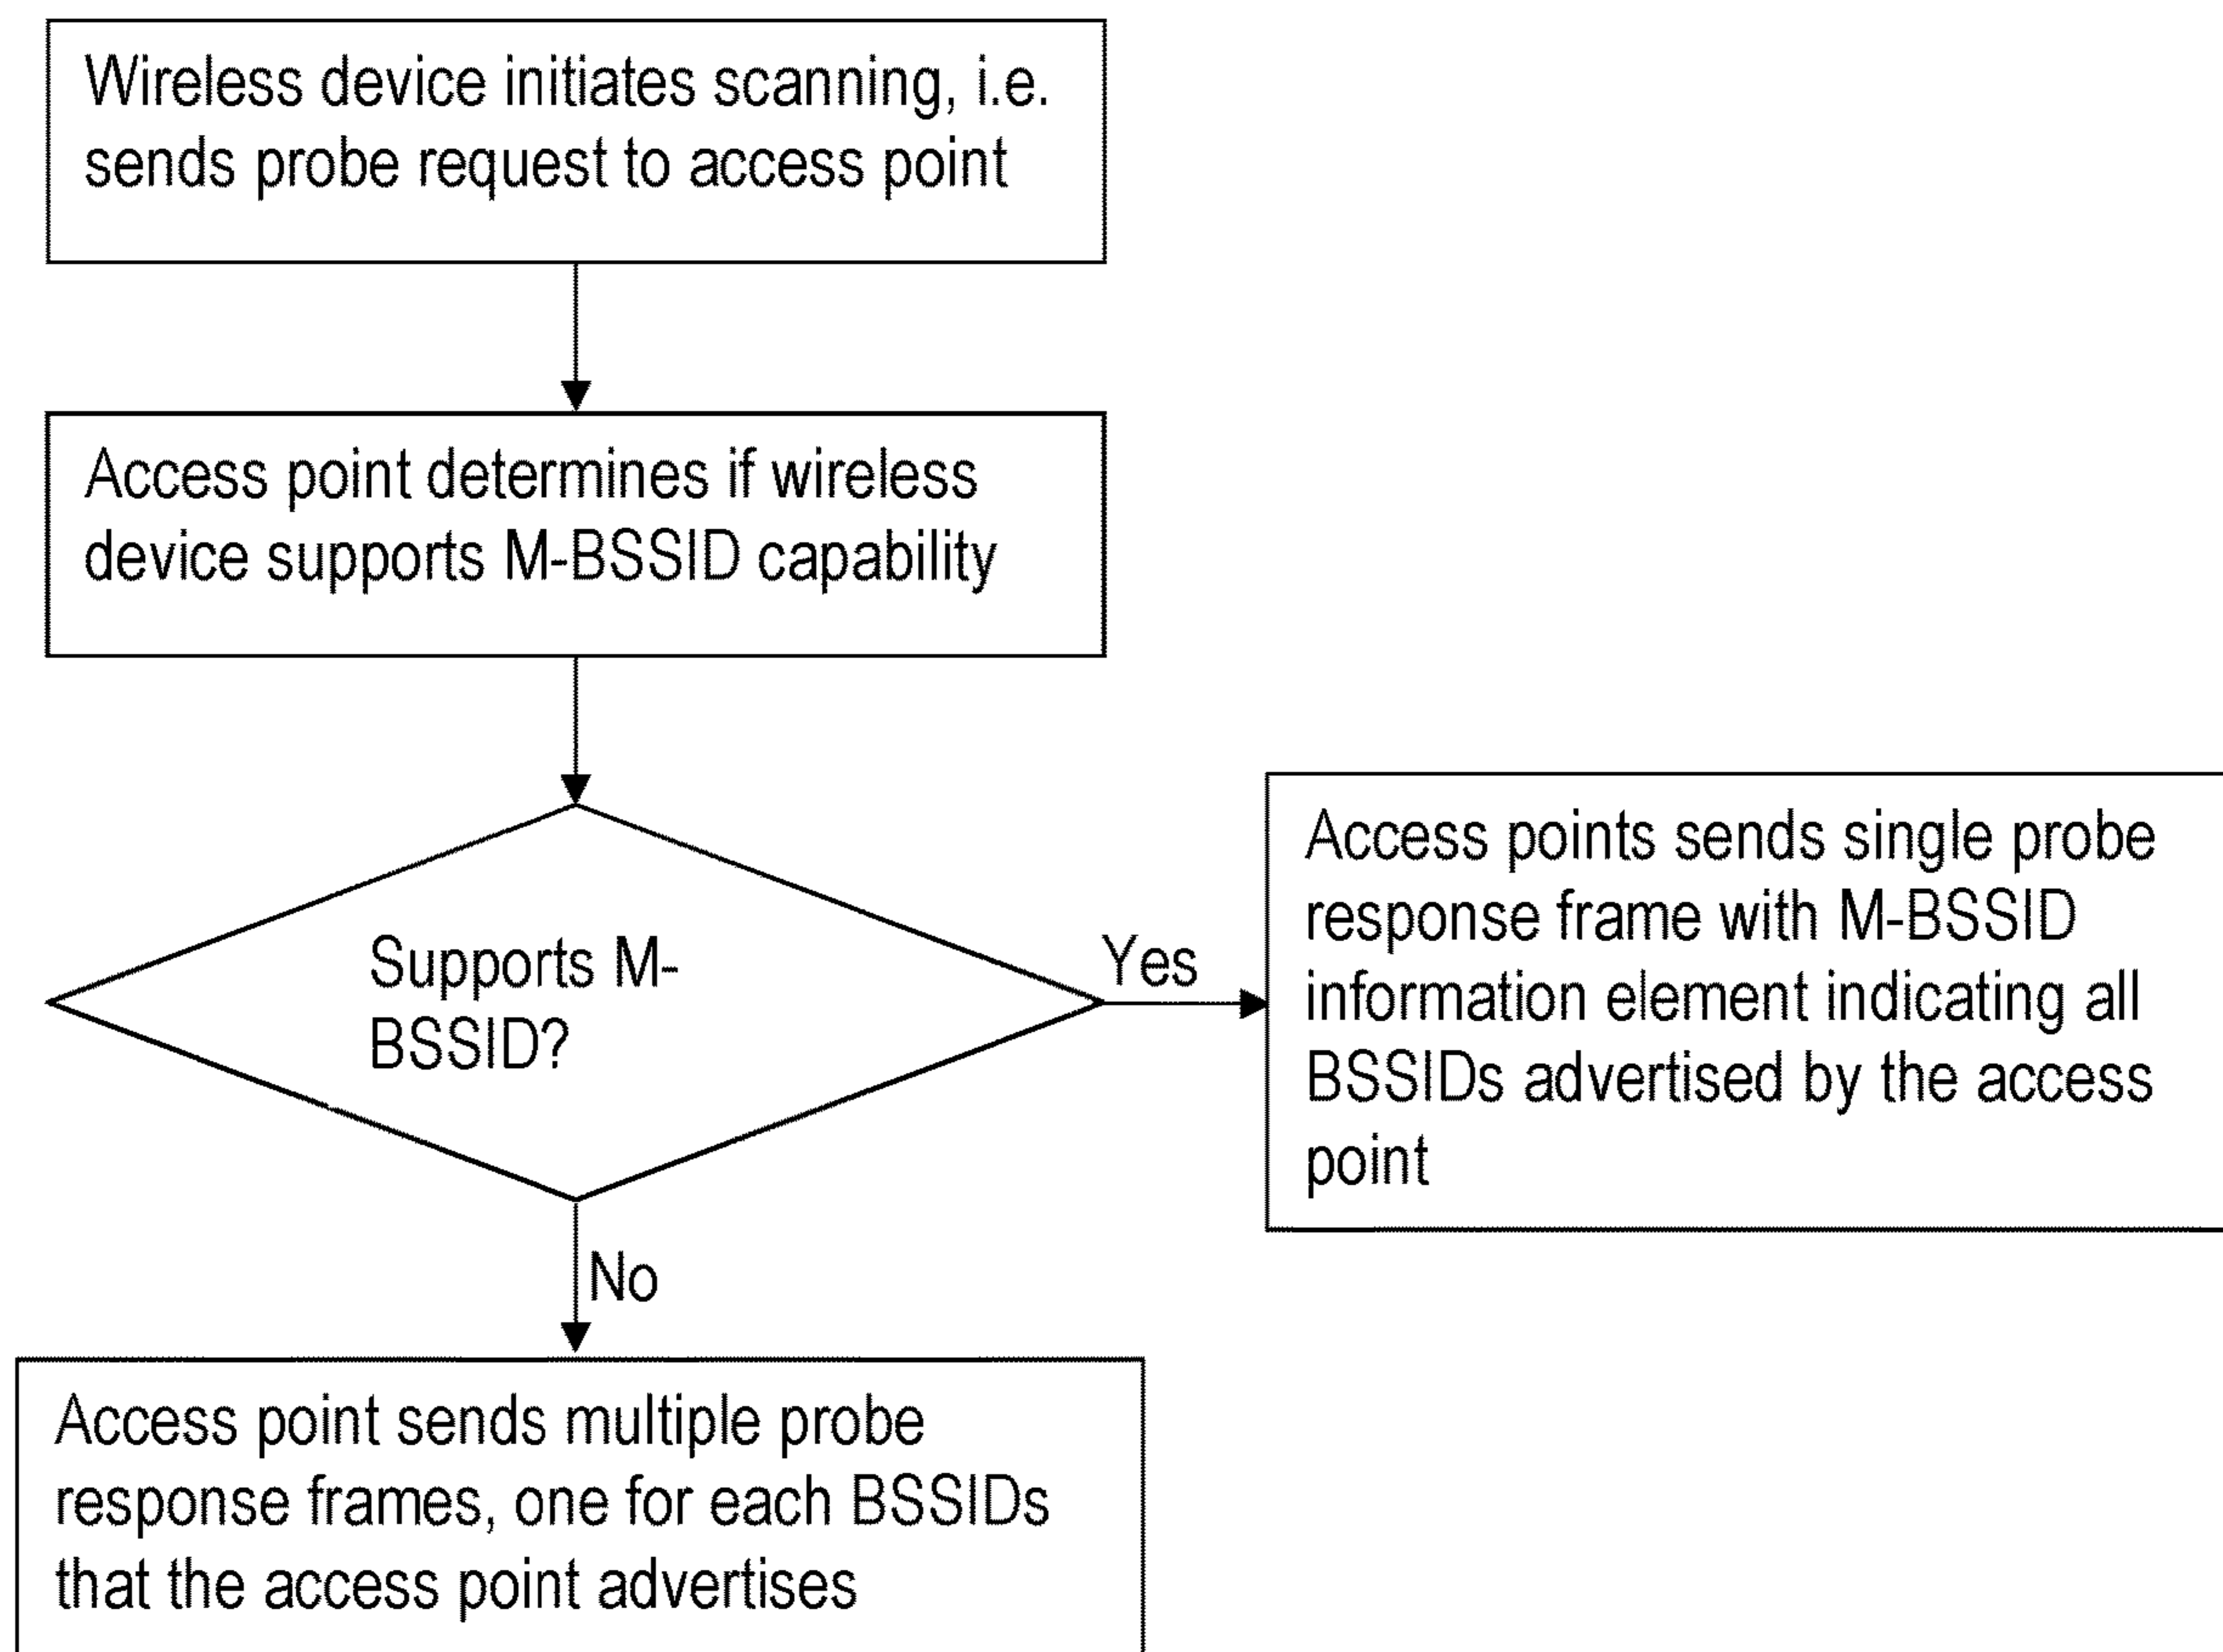 Wireless device initiates scanning, i.e.
sends probe request to access point
Access point determines if wireless
device supports M-BSSID capability
Supports M-
BSSID?
Yes
Access points sends single probe
response frame with M-BSSID
information element indicating all
BSSIDs advertised by the access
point
No
Access point sends multiple probe
response frames, one for each BSSIDs
that the access point advertises